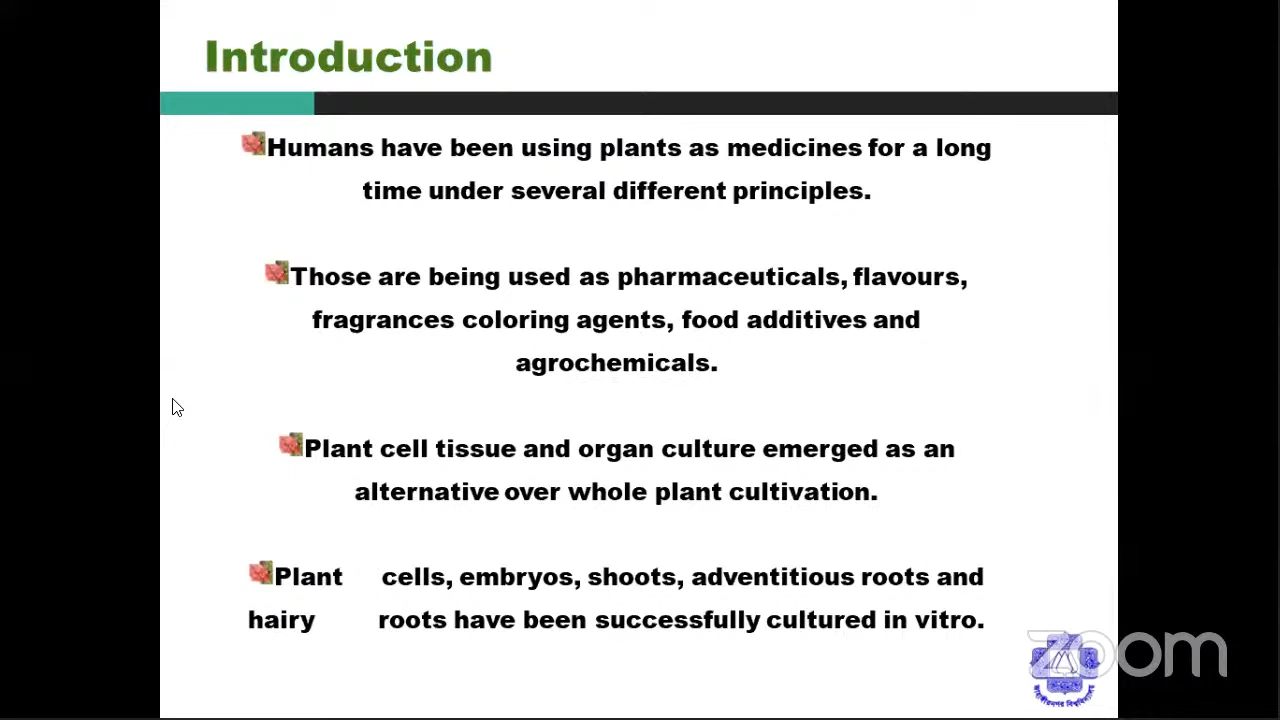 Introduction
Humans have been using plants as medicines for a long
time under several different principles.
Those are being used as pharmaceuticals, flavours,
fragrances coloring agents, food additives and
agrochemicals.
Plant cell tissue and organ culture emerged as an
alternative over whole plant cultivation.
Plant cells, embryos, shoots, adventitious roots and
hairy roots have been successfully cultured in vitro.
zoom
জাহাঙ্গীরনগর বিশ্ববিদ্যালয়